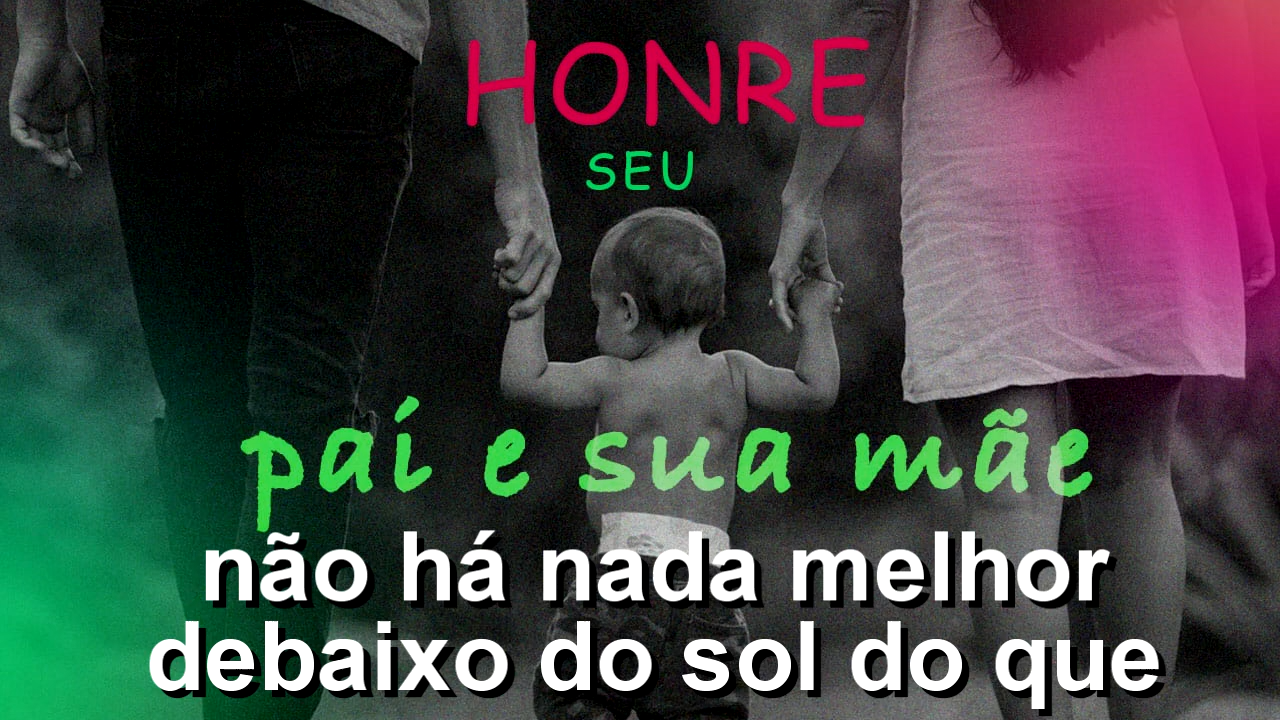 HONRE
SEU
pai e sua mãe
não há nada melhor
debaixo do sol do que